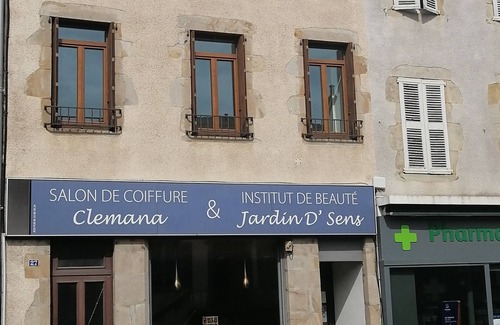 SALON DE COIFFURE
Clemana
&
INSTITUT DE BEAUTÉ
Jardin D' Sens
Pharma
27